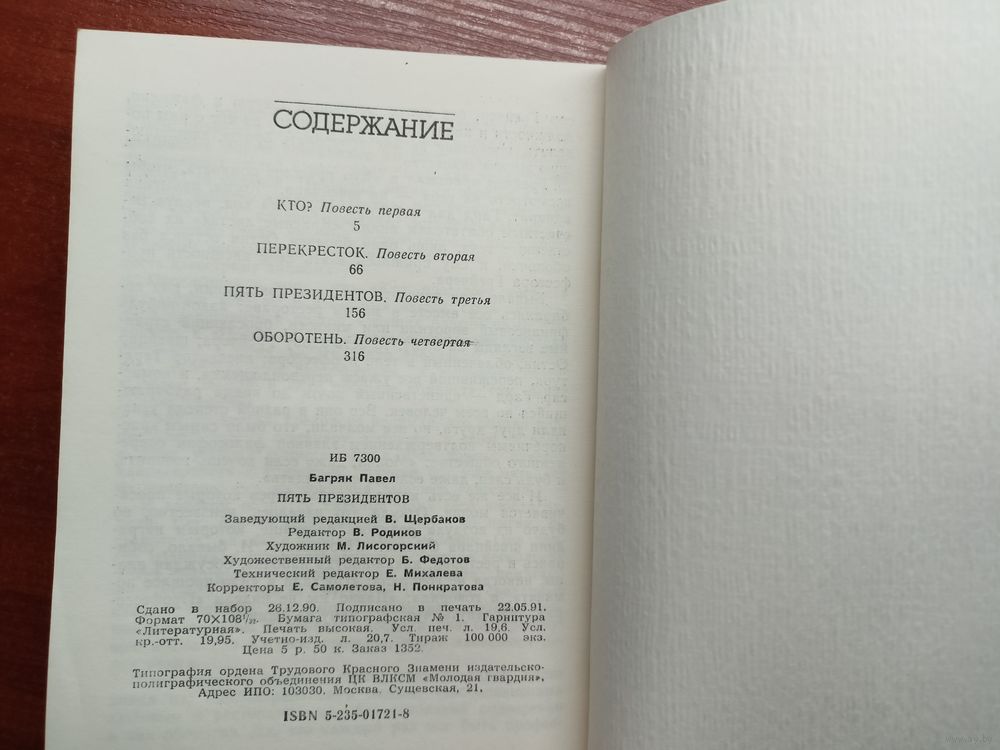 СОДЕРЖАНИЕ
КТО? Повесть первая
5
ПЕРЕКРЕСТОК. Повесть вторая
66
ПЯТЬ ПРЕЗИДЕНТОВ. Повесть третья
156
ОБОРОТЕНЬ. Повесть четвертая
316
ИБ 7300
Багряк Павел
ПЯТЬ ПРЕЗИДЕНТОВ
Заведующий редакцией В. Щербаков
Редактор В. Родиков
Художник М. Лисогорский
Художественный редактор Б. Федотов
Технический редактор Е. Михалева
Корректоры Е. Самолетова, Н. Понкратова
Сдано в набор 26.12.90. Подписано в печать 22.05.91.
Формат 70×108¹/₃₂. Бумага типографская № 1. Гарнитура
«Литературная». Печать высокая. Усл. печ. л. 19,6. Усл.
кр.-отт. 19,95. Учетно-изд. л. 20,7. Тираж 100 000 экз.
Цена 5 р. 50 к. Заказ 1352.
Типография ордена Трудового Красного Знамени издательско-
полиграфического объединения ЦК ВЛКСМ «Молодая гвардия».
Адрес ИПО: 103030. Москва. Сущевская, 21.
ISBN 5-235-01721-8